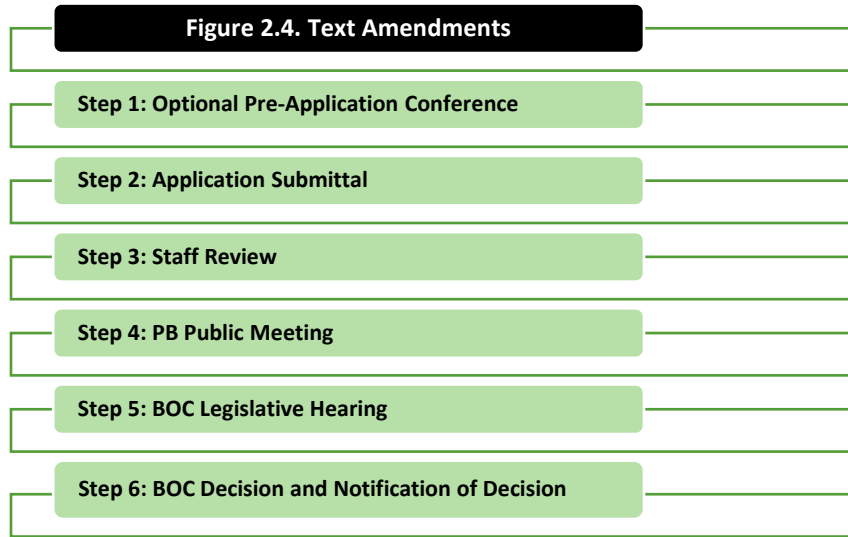 Figure 2.4. Text Amendments
Step 1: Optional Pre-Application Conference
Step 2: Application Submittal
Step 3: Staff Review
Step 4: PB Public Meeting
Step 5: BOC Legislative Hearing
Step 6: BOC Decision and Notification of Decision